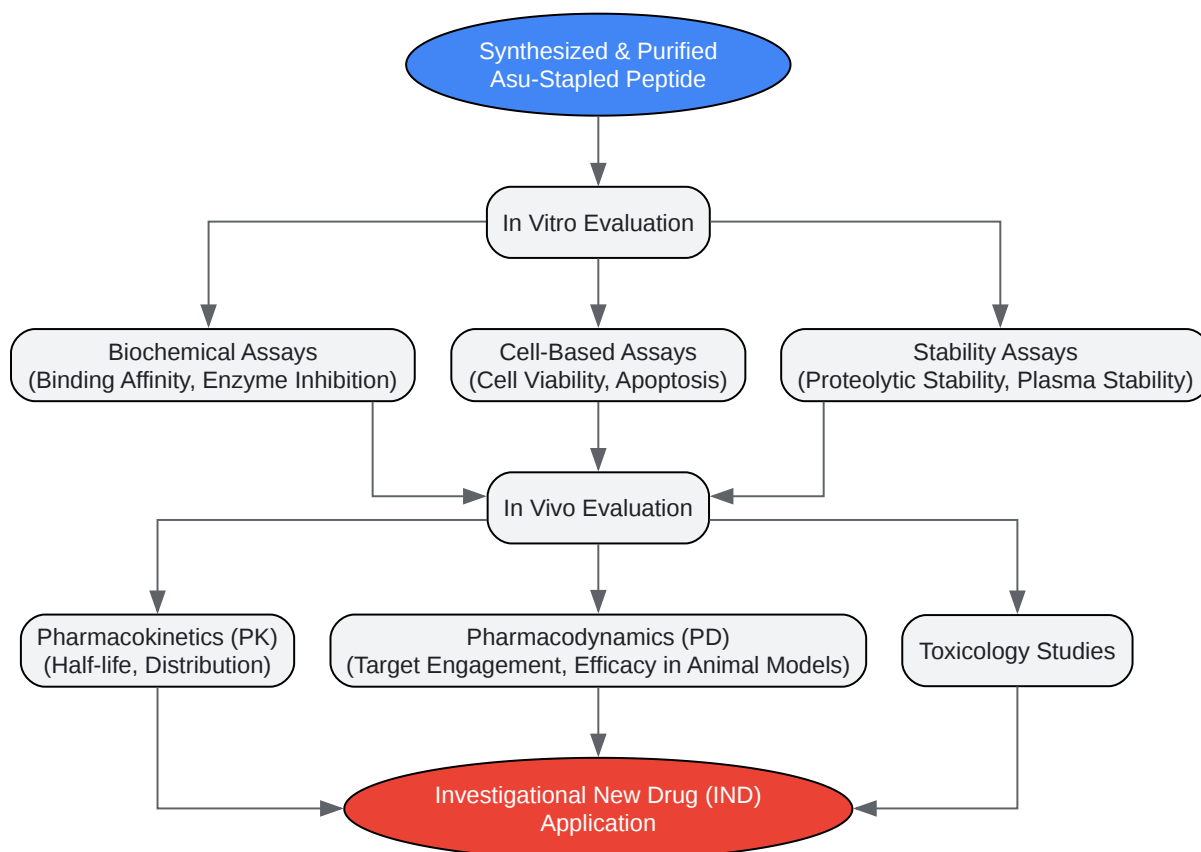 Synthesized & Purified
Asu-Stapled Peptide
In Vitro Evaluation
Biochemical Assays
(Binding Affinity, Enzyme Inhibition)
Cell-Based Assays
(Cell Viability, Apoptosis)
Stability Assays
(Proteolytic Stability, Plasma Stability)
In Vivo Evaluation
Pharmacokinetics (PK)
(Half-life, Distribution)
Pharmacodynamics (PD)
(Target Engagement, Efficacy in Animal Models)
Toxicology Studies
Investigational New Drug (IND)
Application